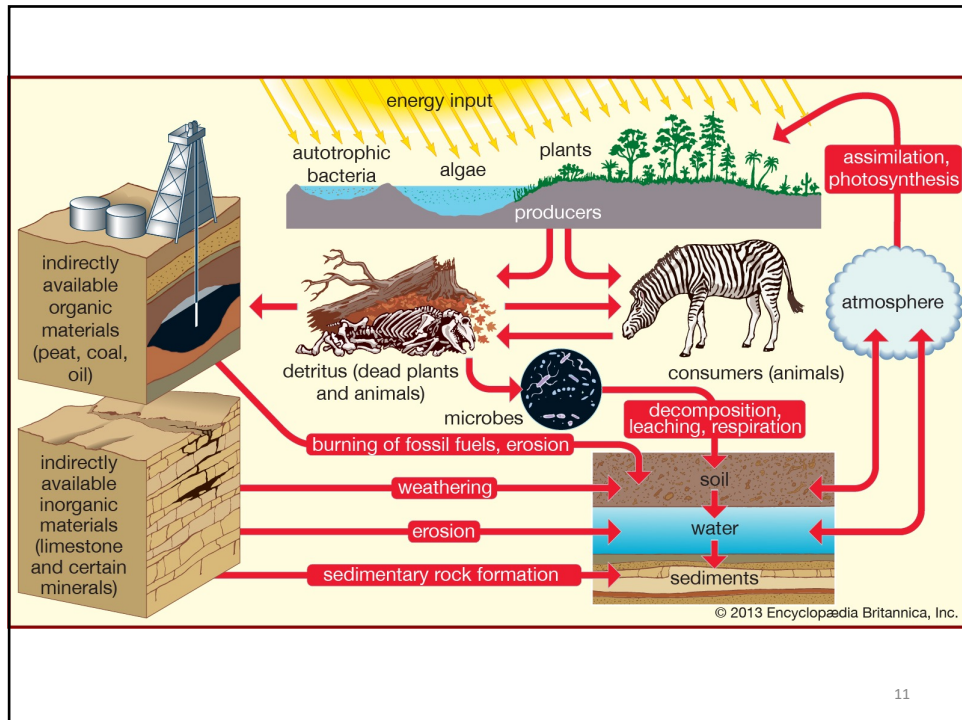 energy input
autotrophic
bacteria
algae
plants
producers
assimilation,
photosynthesis
atmosphere
indirectly
available
organic
materials
(peat, coal,
oil)
detritus (dead plants
and animals)
microbes
consumers (animals)
decomposition,
leaching, respiration
burning of fossil fuels, erosion
indirectly
available
inorganic
materials
(limestone
and certain
minerals)
weathering
erosion
sedimentary rock formation
soil
water
sediments
© 2013 Encyclopædia Britannica, Inc.
11